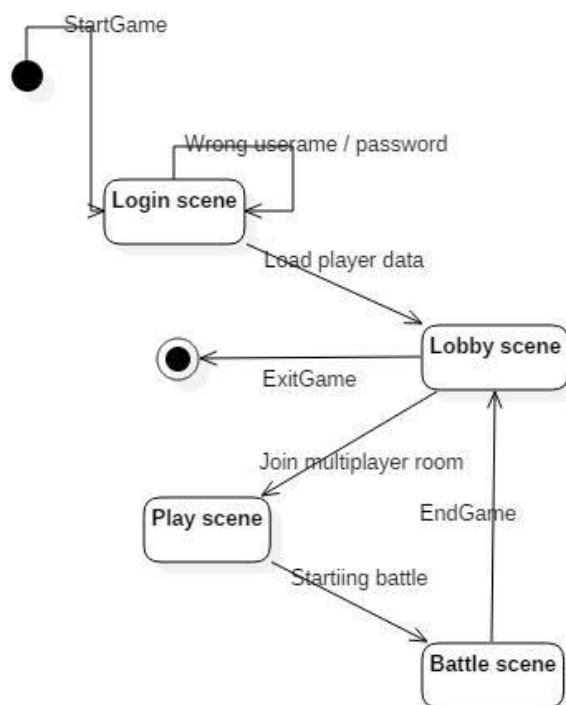 StartGame
Wrong userame / password
Login scene
Load player data
Lobby scene
ExitGame
Join multiplayer room
Play scene
EndGame
Startiing battle
Battle scene